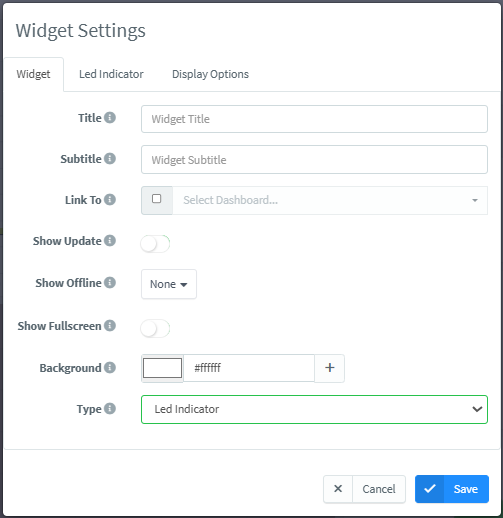 Widget Settings
Widget
Led Indicator
Display Options
Title
Widget Title
Subtitle
Widget Subtitle
Link To
Select Dashboard...
Show Update
Show Offline
None
Show Fullscreen
Background
#ffffff
+
Type
Led Indicator
Cancel
Save